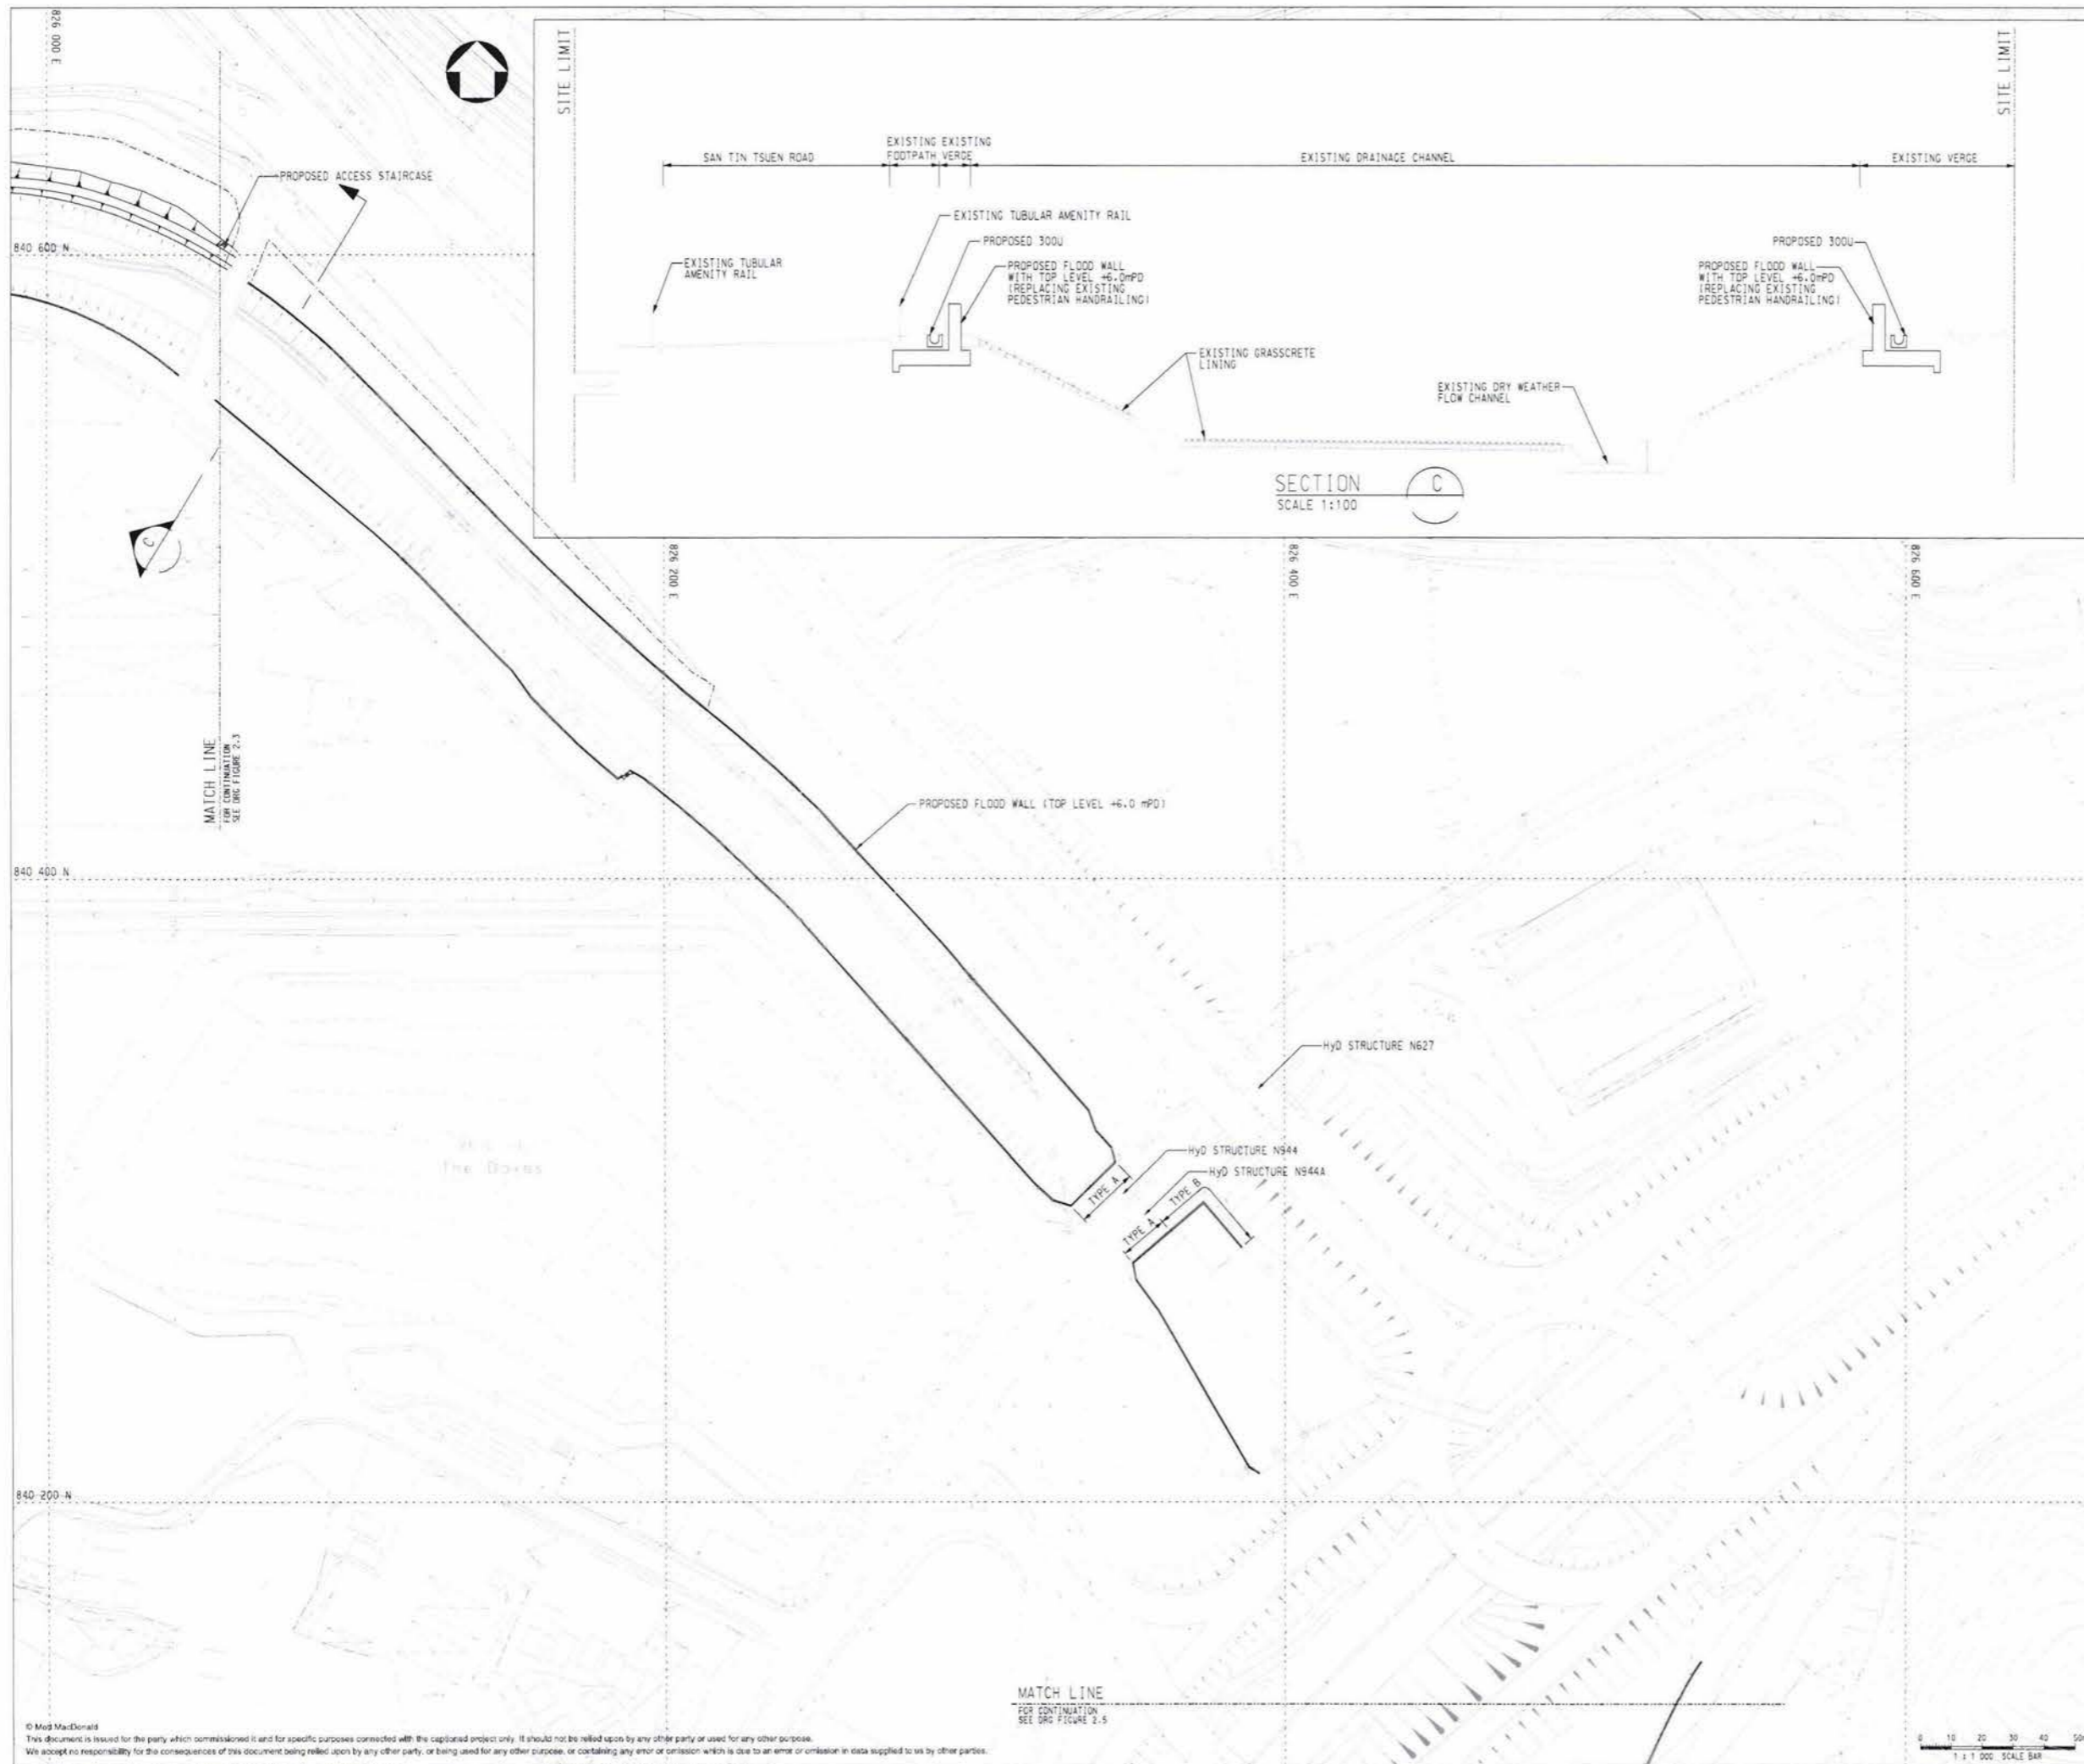 826 000 E
SITE LIMIT
SITE LIMIT
SAN TIN TSUEN ROAD
EXISTING FOOTPATH
EXISTING VERGE
EXISTING DRAINAGE CHANNEL
EXISTING VERGE
PROPOSED ACCESS STAIRCASE
EXISTING TUBULAR AMENITY RAIL
PROPOSED 300U
PROPOSED 300U
840 600 N
EXISTING TUBULAR
AMENITY RAIL
PROPOSED FLOOD WALL
WITH TOP LEVEL +6.0mPD
(REPLACING EXISTING
PEDESTRIAN HANDRAILING)
PROPOSED FLOOD WALL
WITH TOP LEVEL +6.0mPD
(REPLACING EXISTING
PEDESTRIAN HANDRAILING)
EXISTING GRASSCRETE
LINING
EXISTING DRY WEATHER
FLOW CHANNEL
SECTION
C
SCALE 1:100
C
826 200 E
826 400 E
826 600 E
MATCH LINE
FOR CONTINUATION
SEE DRG FIGURE 2.3
PROPOSED FLOOD WALL (TOP LEVEL +6.0 mPD)
840 400 N
HyD STRUCTURE N627
HyD STRUCTURE N944
HyD STRUCTURE N944A
TYPE A
TYPE B
TYPE A
The Doves
840 200 N
MATCH LINE
FOR CONTINUATION
SEE DRG FIGURE 2.5
© Mott MacDonald
This document is issued for the party which commissioned it and for specific purposes connected with the captioned project only. It should not be relied upon by any other party or used for any other purpose.
We accept no responsibility for the consequences of this document being relied upon by any other party, or being used for any other purpose, or containing any error or omission which is due to an error or omission in data supplied to us by other parties.
0 10 20 30 40 50
1 : 1 000 SCALE BAR